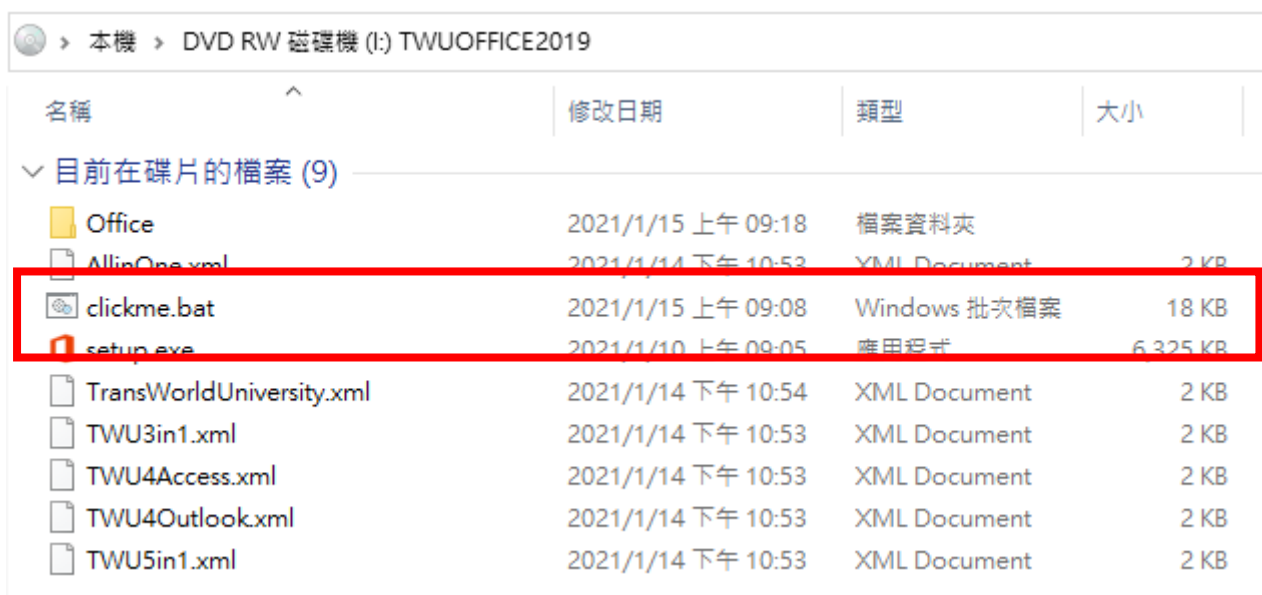 本機 > DVD RW 磁碟機 (I:) TWUOFFICE2019
名稱 修改日期 類型 大小
目前在碟片的檔案 (9)
Office 2021/1/15 上午 09:18 檔案資料夾
AllinOne.xml 2021/1/14 下午 10:53 XML Document 2 KB
clickme.bat 2021/1/15 上午 09:08 Windows 批次檔案 18 KB
setup.exe 2021/1/10 上午 09:05 應用程式 6,325 KB
TransWorldUniversity.xml 2021/1/14 下午 10:54 XML Document 2 KB
TWU3in1.xml 2021/1/14 下午 10:53 XML Document 2 KB
TWU4Access.xml 2021/1/14 下午 10:53 XML Document 2 KB
TWU4Outlook.xml 2021/1/14 下午 10:53 XML Document 2 KB
TWU5in1.xml 2021/1/14 下午 10:53 XML Document 2 KB